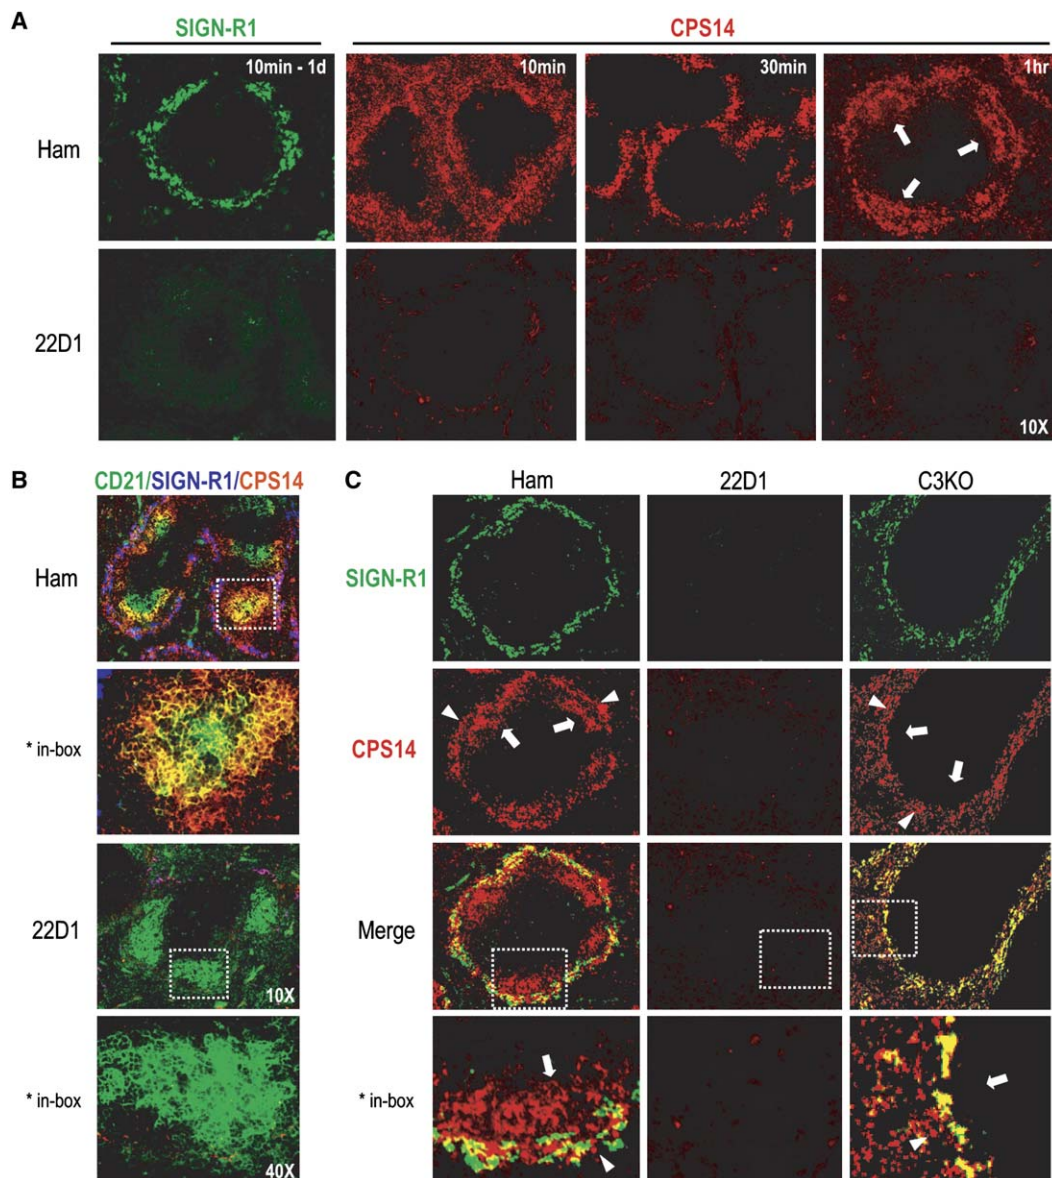 A
SIGN-R1 CPS14
10min - 1d 10min 30min 1hr
Ham
22D1
10X
B
CD21/SIGN-R1/CPS14
Ham
* in-box
22D1
10X
* in-box
40X
C
Ham 22D1 C3KO
SIGN-R1
CPS14
Merge
* in-box